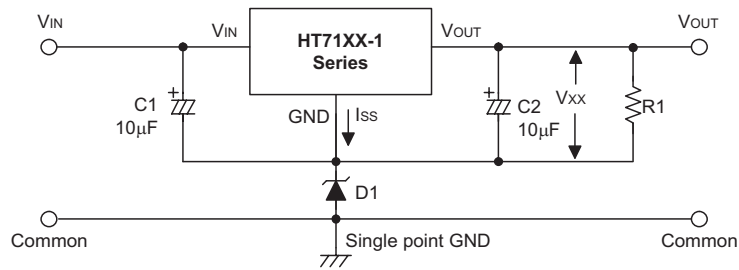 VIN
VIN
HT71XX-1
Series
VOUT
VOUT
C1
10μF
GND
ISS
C2
10μF
VXX
R1
D1
Common
Single point GND
Common